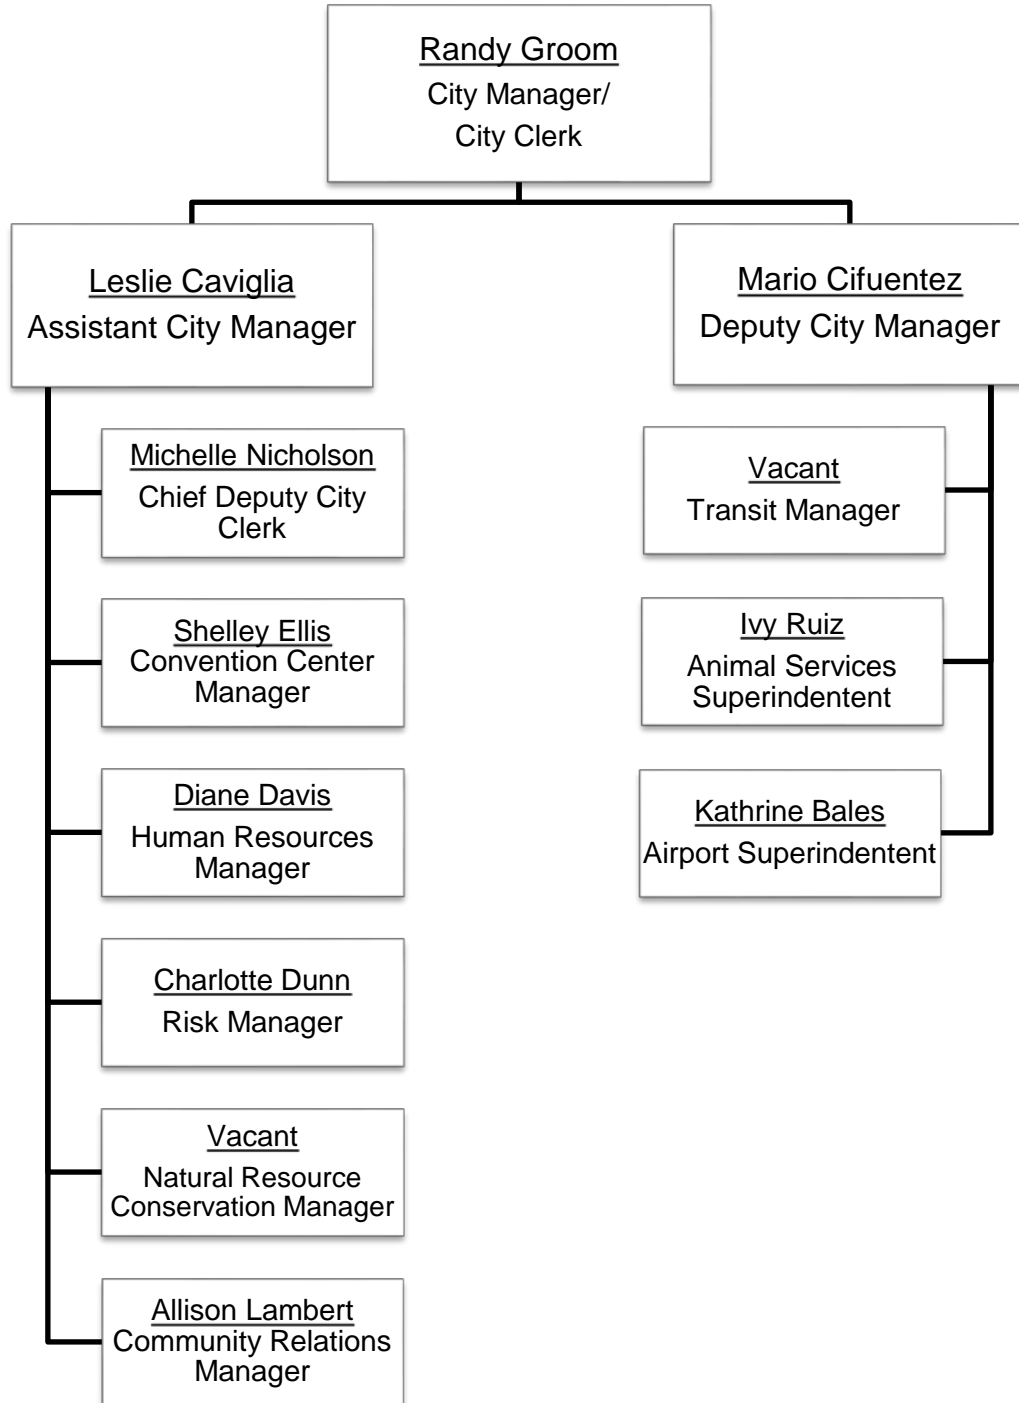 Randy Groom
City Manager/
City Clerk
Leslie Caviglia
Assistant City Manager
Mario Cifuentez
Deputy City Manager
Michelle Nicholson
Chief Deputy City
Clerk
Shelley Ellis
Convention Center
Manager
Diane Davis
Human Resources
Manager
Charlotte Dunn
Risk Manager
Vacant
Natural Resource
Conservation Manager
Allison Lambert
Community Relations
Manager
Vacant
Transit Manager
Ivy Ruiz
Animal Services
Superindentent
Kathrine Bales
Airport Superindentent